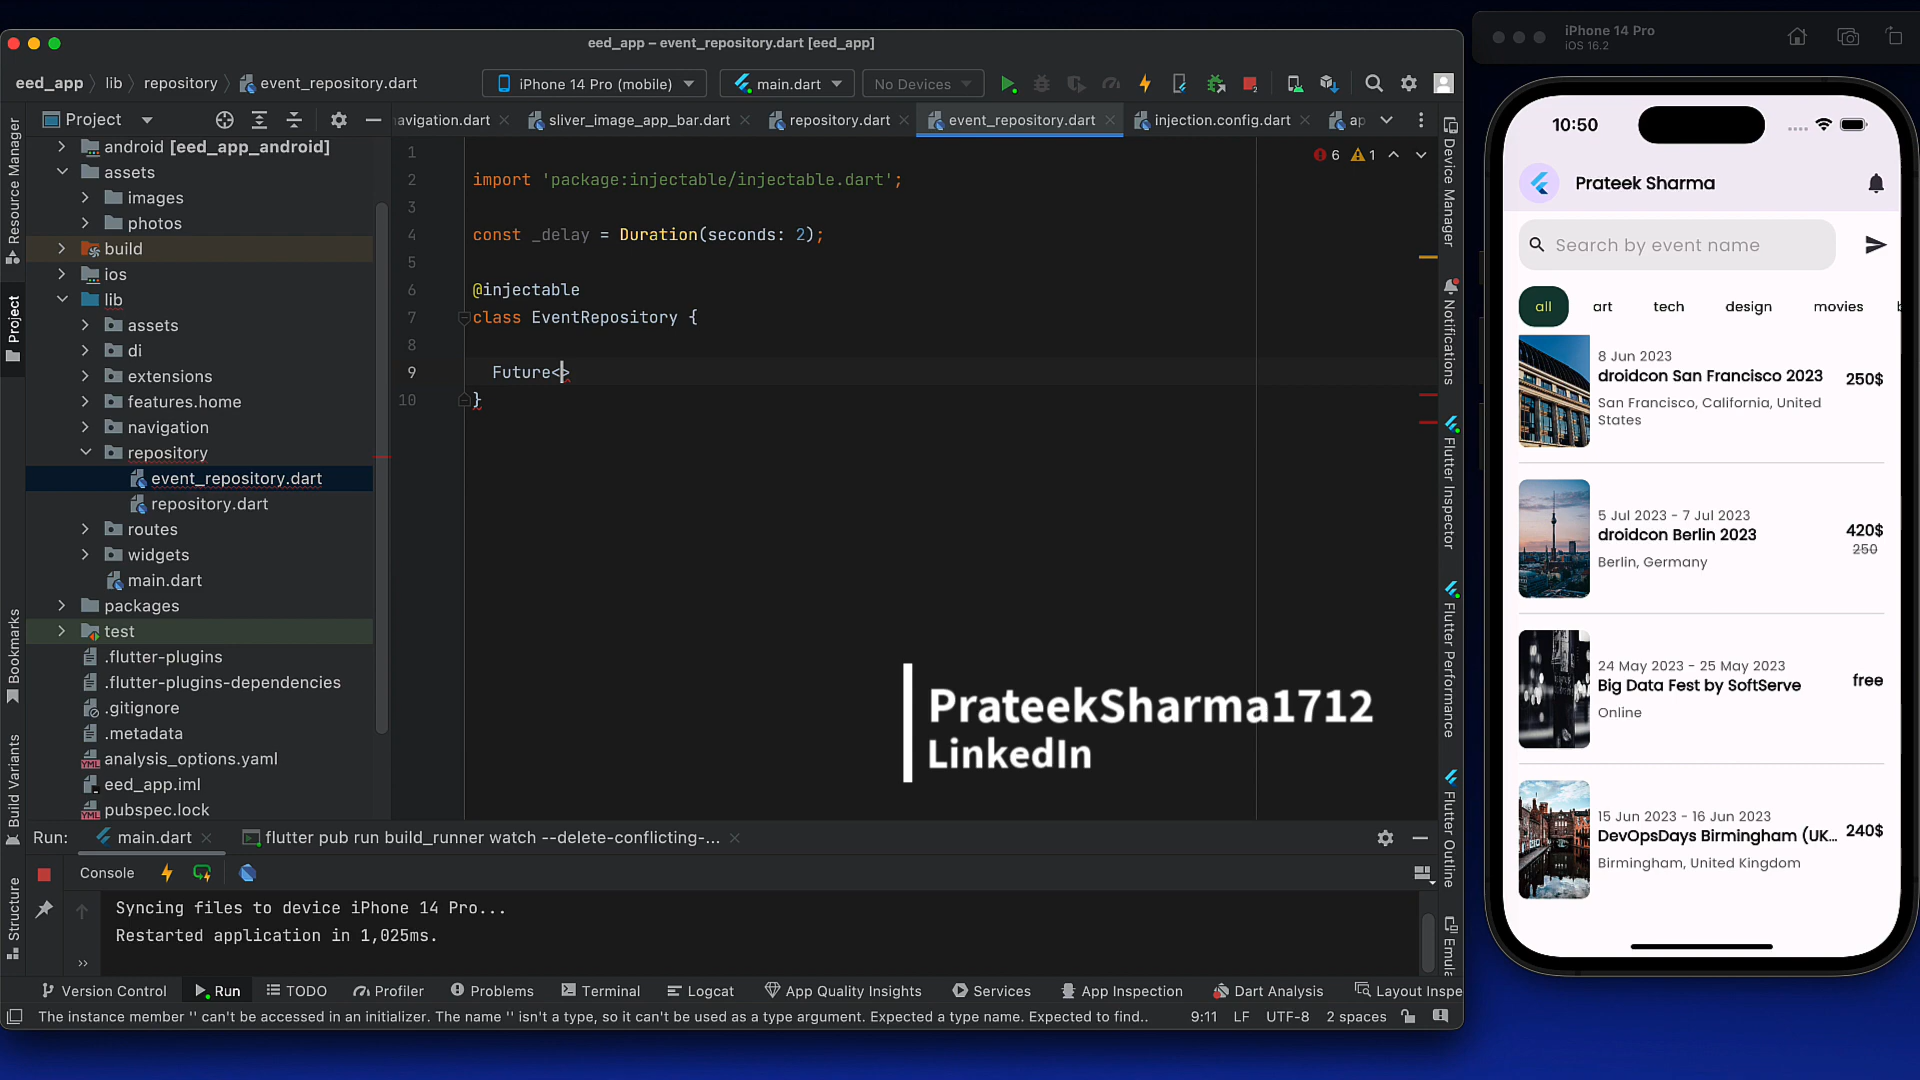 eed_app – event_repository.dart [eed_app]
eed_app
lib
repository
event_repository.dart
iPhone 14 Pro (mobile)
main.dart
No Devices
Project
navigation.dart
sliver_image_app_bar.dart
repository.dart
event_repository.dart
injection.config.dart
ap
Resource Manager
Project
Bookmarks
Build Variants
Structure
android [eed_app_android]
assets
images
photos
build
ios
lib
assets
di
extensions
features.home
navigation
repository
event_repository.dart
repository.dart
routes
widgets
main.dart
packages
test
.flutter-plugins
.flutter-plugins-dependencies
.gitignore
.metadata
analysis_options.yaml
eed_app.iml
pubspec.lock
6
1
1
2 import 'package:injectable/injectable.dart';
3
4 const _delay = Duration(seconds: 2);
5
6 @injectable
7 class EventRepository {
8
9 Future<>
10 }
PrateekSharma1712
LinkedIn
Device Manager
Notifications
Flutter Inspector
Flutter Performance
Flutter Outline
Emula
Run:
main.dart
flutter pub run build_runner watch --delete-conflicting-...
Console
Syncing files to device iPhone 14 Pro...
Restarted application in 1,025ms.
Version Control
Run
TODO
Profiler
Problems
Terminal
Logcat
App Quality Insights
Services
App Inspection
Dart Analysis
Layout Inspe
The instance member '' can't be accessed in an initializer. The name '' isn't a type, so it can't be used as a type argument. Expected a type name. Expected to find..
9:11
LF
UTF-8
2 spaces
iPhone 14 Pro
iOS 16.2
10:50
Prateek Sharma
Search by event name
all
art
tech
design
movies
8 Jun 2023
droidcon San Francisco 2023
250$
San Francisco, California, United
States
5 Jul 2023 - 7 Jul 2023
droidcon Berlin 2023
420$
250
Berlin, Germany
24 May 2023 - 25 May 2023
Big Data Fest by SoftServe
free
Online
15 Jun 2023 - 16 Jun 2023
DevOpsDays Birmingham (UK...
240$
Birmingham, United Kingdom